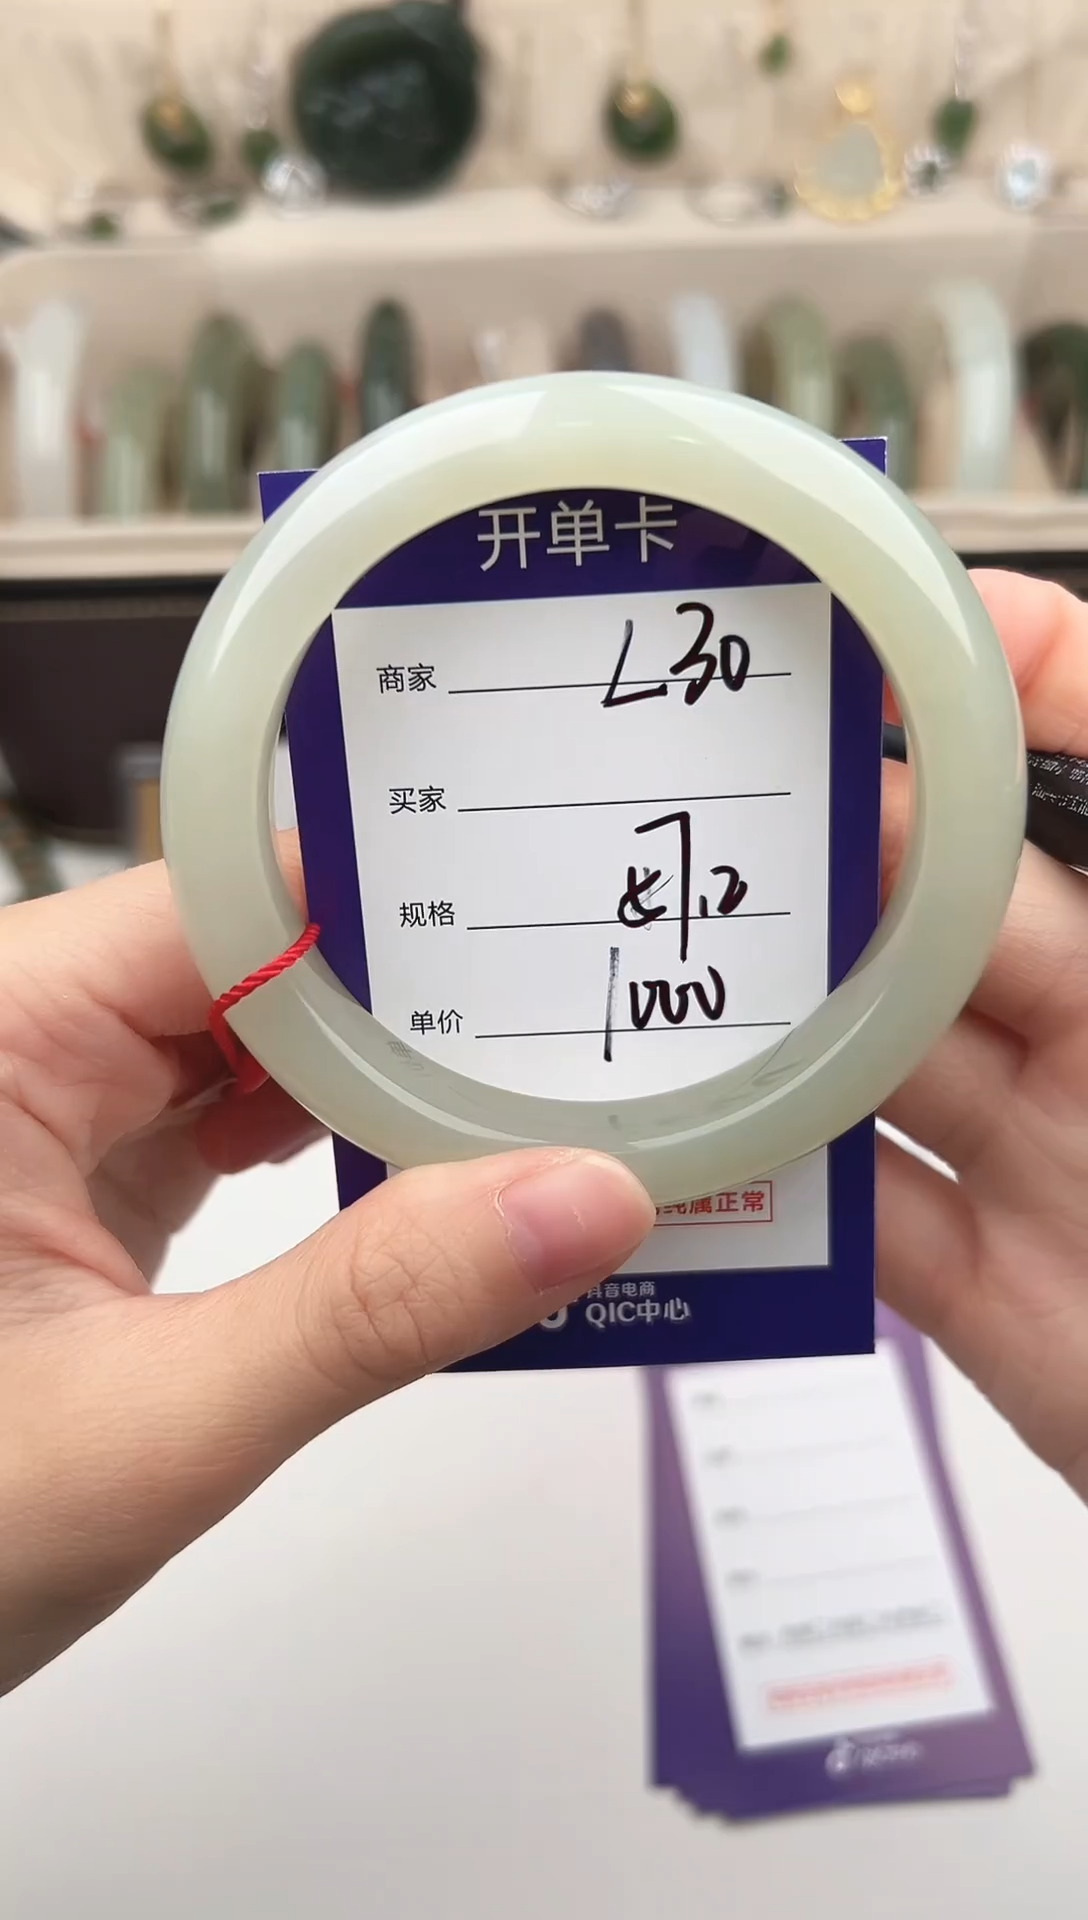 开单卡
商家 L30
买家
规格
单价 1000
纯属正常
抖音电商
QIC中心